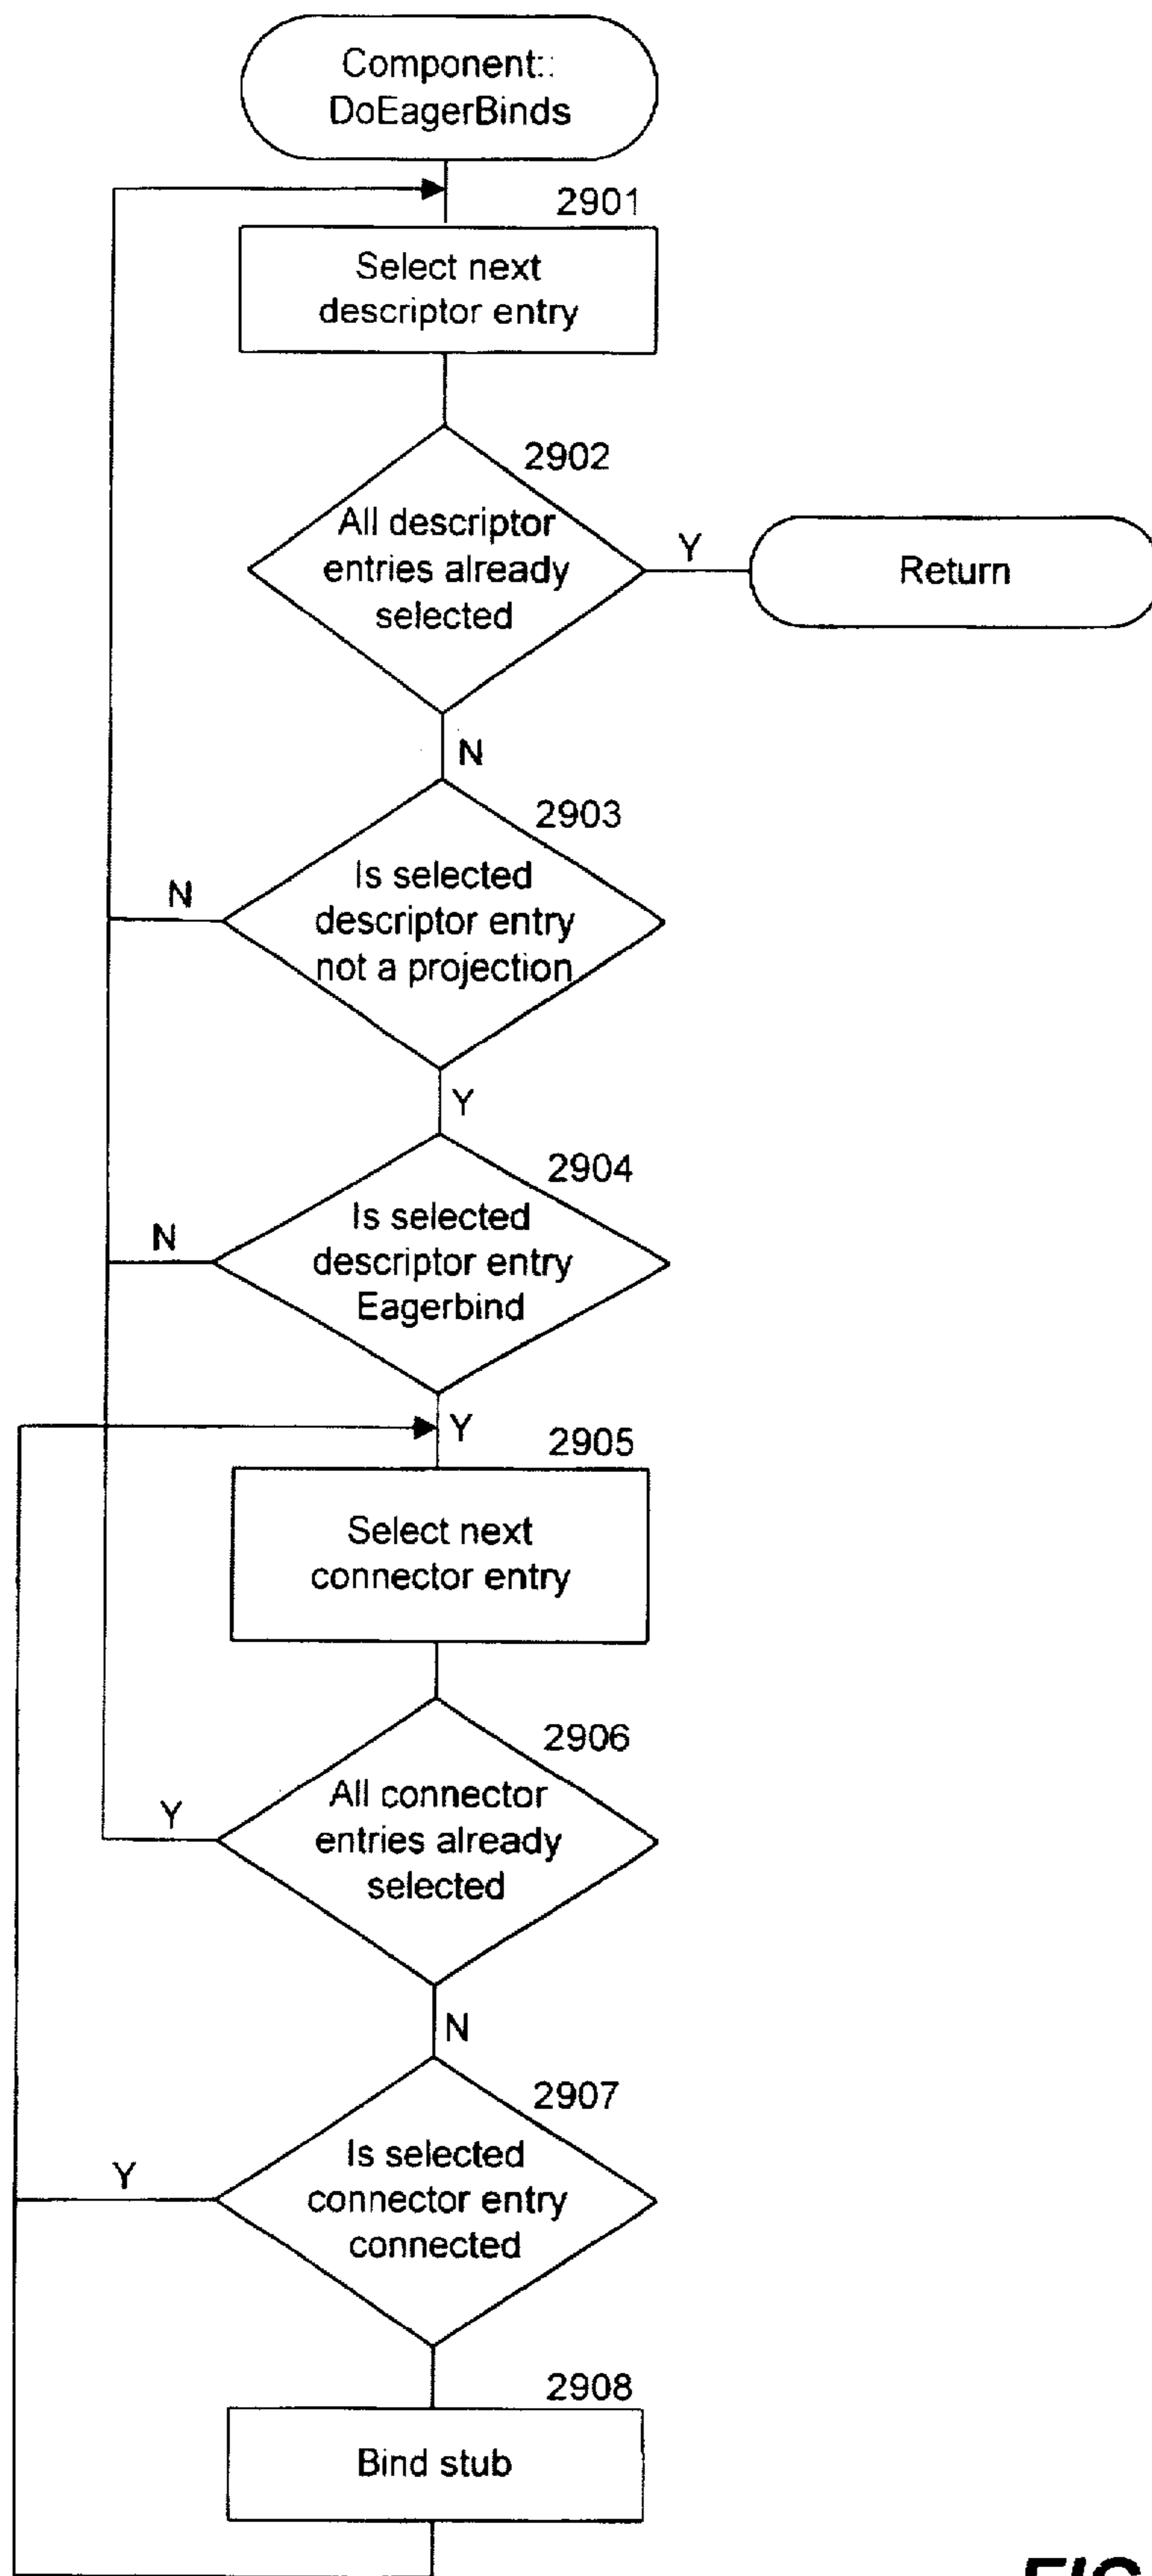 Component::
DoEagerBinds
2901
Select next
descriptor entry
2902
All descriptor
entries already
selected
Y
Return
N
2903
Is selected
descriptor entry
not a projection
N
Y
2904
Is selected
descriptor entry
Eagerbind
N
Y
2905
Select next
connector entry
2906
All connector
entries already
selected
Y
N
2907
Is selected
connector entry
connected
Y
2908
Bind stub